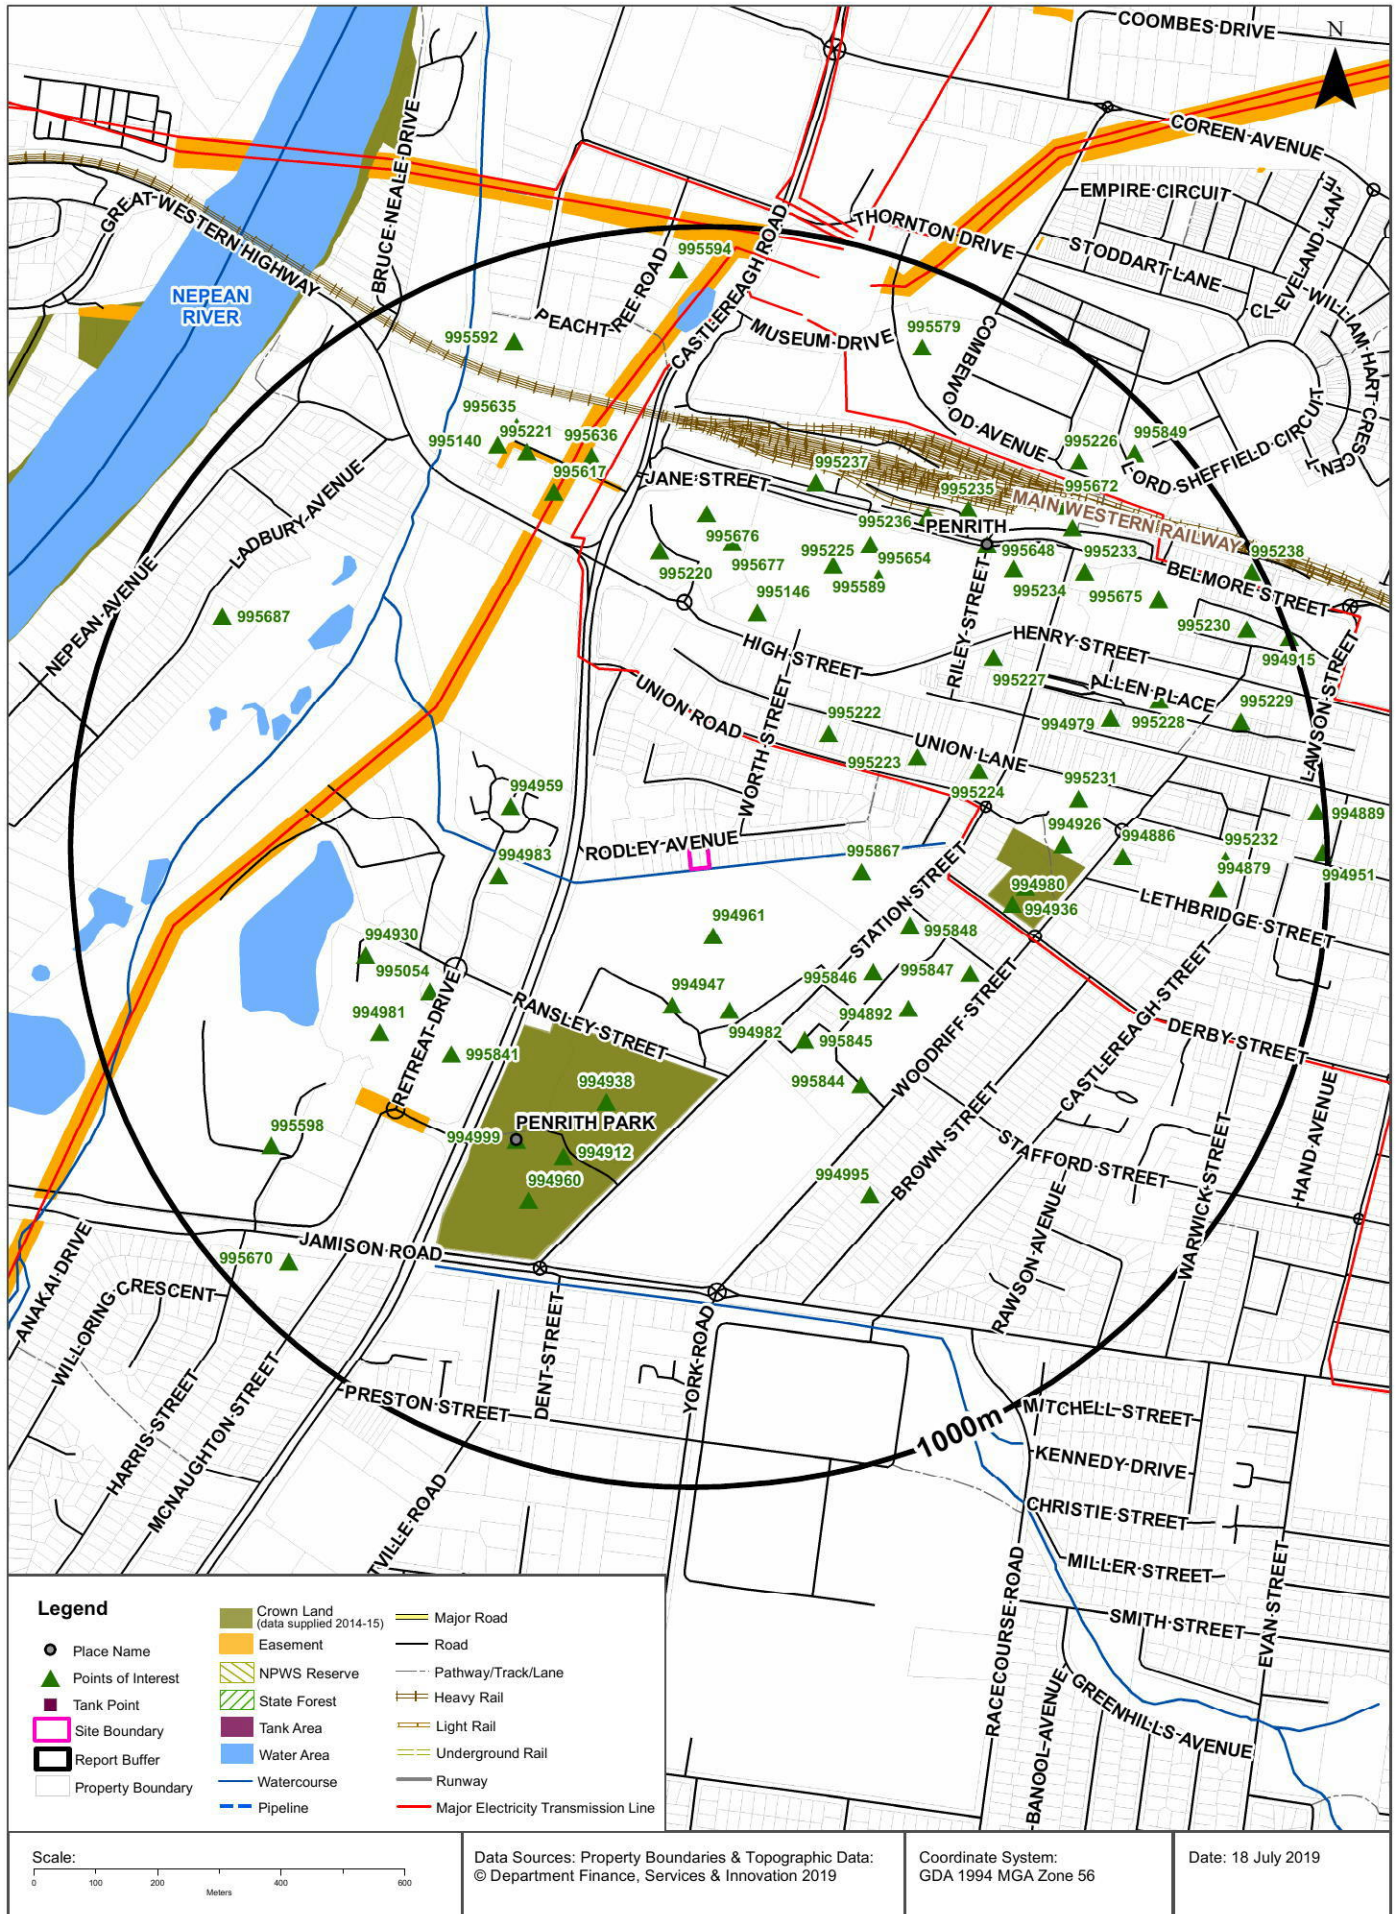 COOMBES DRIVE
N
COREEN AVENUE
EMPIRE CIRCUIT
THORNTON DRIVE
STODDART LANE
CLEVELAND LANE
WILLIAM HART CRESCENT
GREAT WESTERN HIGHWAY
BRUCE NEALE DRIVE
NEPEAN
RIVER
995594
PEACHTREE ROAD
CASTLEREAGH ROAD
MUSEUM DRIVE
995592
995579
COMBEWOOD AVENUE
LORD SHEFFIELD CIRCUIT
995635
995140
995221
995636
995617
995226
995849
995237
JANE STREET
995235
995672
MAIN WESTERN RAILWAY
995236
PENRITH
LADBURY AVENUE
NEPEAN AVENUE
995676
995677
995220
995225
995654
995589
995648
995233
995234
995675
995238
BELMORE STREET
995146
995687
995230
994915
HENRY STREET
HIGH STREET
RILEY STREET
LAWSON STREET
995227
ALLEN PLACE
995229
UNION ROAD
WORTH STREET
995222
994979
995228
995223
UNION LANE
995224
995231
994959
994889
994926
994886
995232
994983
RODLEY AVENUE
995867
994879
994951
994980
994936
LETHBRIDGE STREET
STATION STREET
994961
995848
994930
995054
995846
995847
994947
994892
994981
994982
995845
RANSLEY STREET
RETREAT DRIVE
WOODRIFF STREET
CASTLEREAGH STREET
DERBY STREET
995841
995844
994938
HAND AVENUE
995598
994999
PENRITH PARK
994912
BROWN STREET
STAFFORD STREET
994960
994995
WARWICK STREET
RAWSON AVENUE
995670
JAMISON ROAD
ANAKAI DRIVE
WILLORING CRESCENT
HARRIS STREET
MCNAUGHTON STREET
PRESTON STREET
DENT STREET
YORK ROAD
1000m
MITCHELL STREET
KENNEDY DRIVE
CHRISTIE STREET
TVILLE ROAD
MILLER STREET
SMITH STREET
RACECOURSE ROAD
EVAN STREET
BANOOL AVENUE
GREENHILLS AVENUE
Legend
Place Name
Points of Interest
Tank Point
Site Boundary
Report Buffer
Property Boundary
Crown Land
(data supplied 2014-15)
Easement
NPWS Reserve
State Forest
Tank Area
Water Area
Watercourse
Pipeline
Major Road
Road
Pathway/Track/Lane
Heavy Rail
Light Rail
Underground Rail
Runway
Major Electricity Transmission Line
Scale:
0 100 200 400 600
Meters
Data Sources: Property Boundaries & Topographic Data:
© Department Finance, Services & Innovation 2019
Coordinate System:
GDA 1994 MGA Zone 56
Date: 18 July 2019